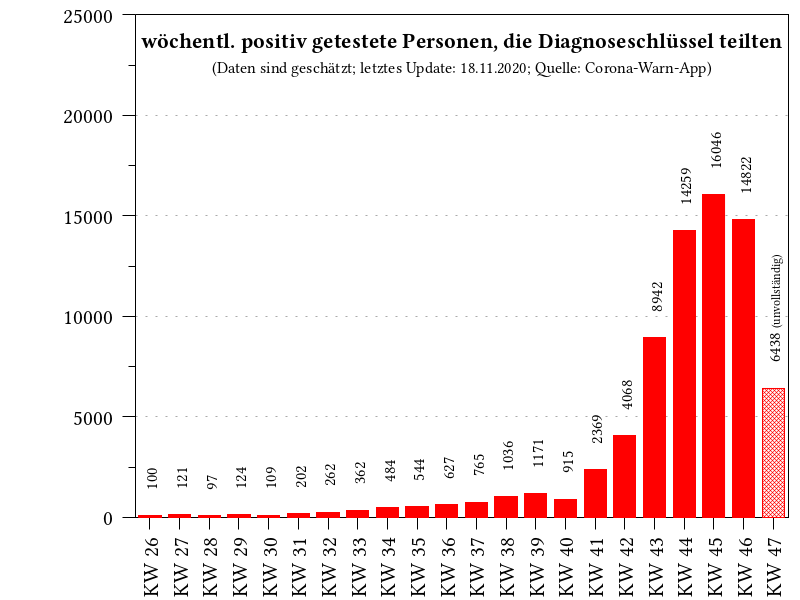 wöchentl. positiv getestete Personen, die Diagnoseschlüssel teilten
(Daten sind geschätzt; letztes Update: 18.11.2020; Quelle: Corona-Warn-App)
25000
20000
15000
10000
5000
0
100
121
97
124
109
202
262
362
484
544
627
765
1036
1171
915
2369
4068
8942
14259
16046
14822
6438 (unvollständig)
KW 26
KW 27
KW 28
KW 29
KW 30
KW 31
KW 32
KW 33
KW 34
KW 35
KW 36
KW 37
KW 38
KW 39
KW 40
KW 41
KW 42
KW 43
KW 44
KW 45
KW 46
KW 47